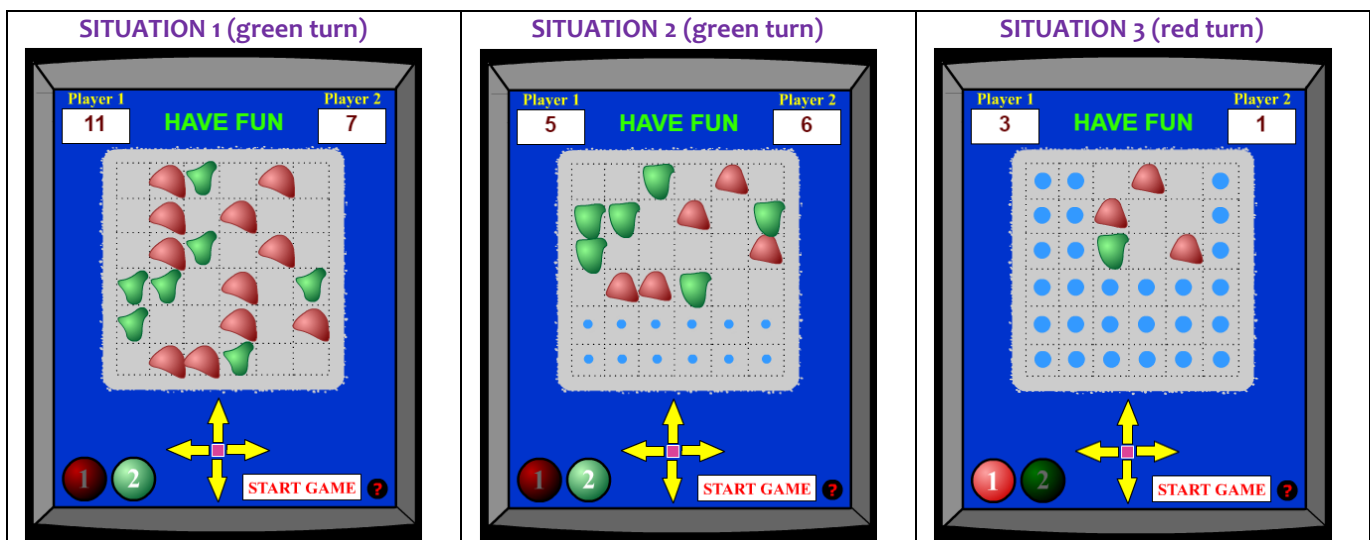 SITUATION 1 (green turn)
Player 1
Player 2
11
HAVE FUN
7
1
2
START GAME
?
SITUATION 2 (green turn)
Player 1
Player 2
5
HAVE FUN
6
1
2
START GAME
?
SITUATION 3 (red turn)
Player 1
Player 2
3
HAVE FUN
1
1
2
START GAME
?